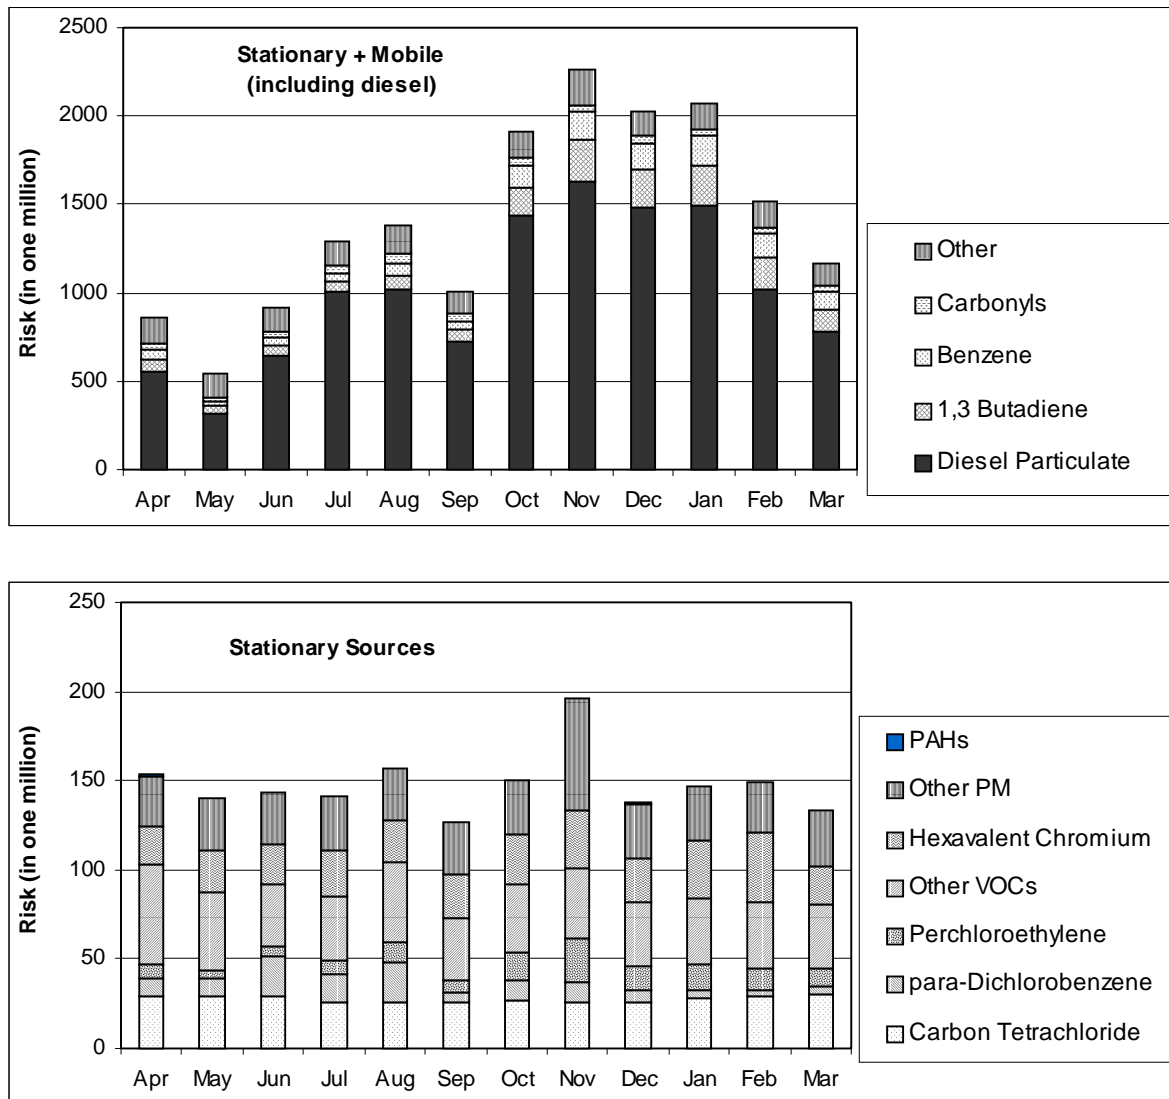 2500
2000
1500
1000
500
0
Risk (in one million)
Stationary + Mobile
(including diesel)
Apr May Jun Jul Aug Sep Oct Nov Dec Jan Feb Mar
Other
Carbonyls
Benzene
1,3 Butadiene
Diesel Particulate
250
200
150
100
50
0
Risk (in one million)
Stationary Sources
Apr May Jun Jul Aug Sep Oct Nov Dec Jan Feb Mar
PAHs
Other PM
Hexavalent Chromium
Other VOCs
Perchloroethylene
para-Dichlorobenzene
Carbon Tetrachloride